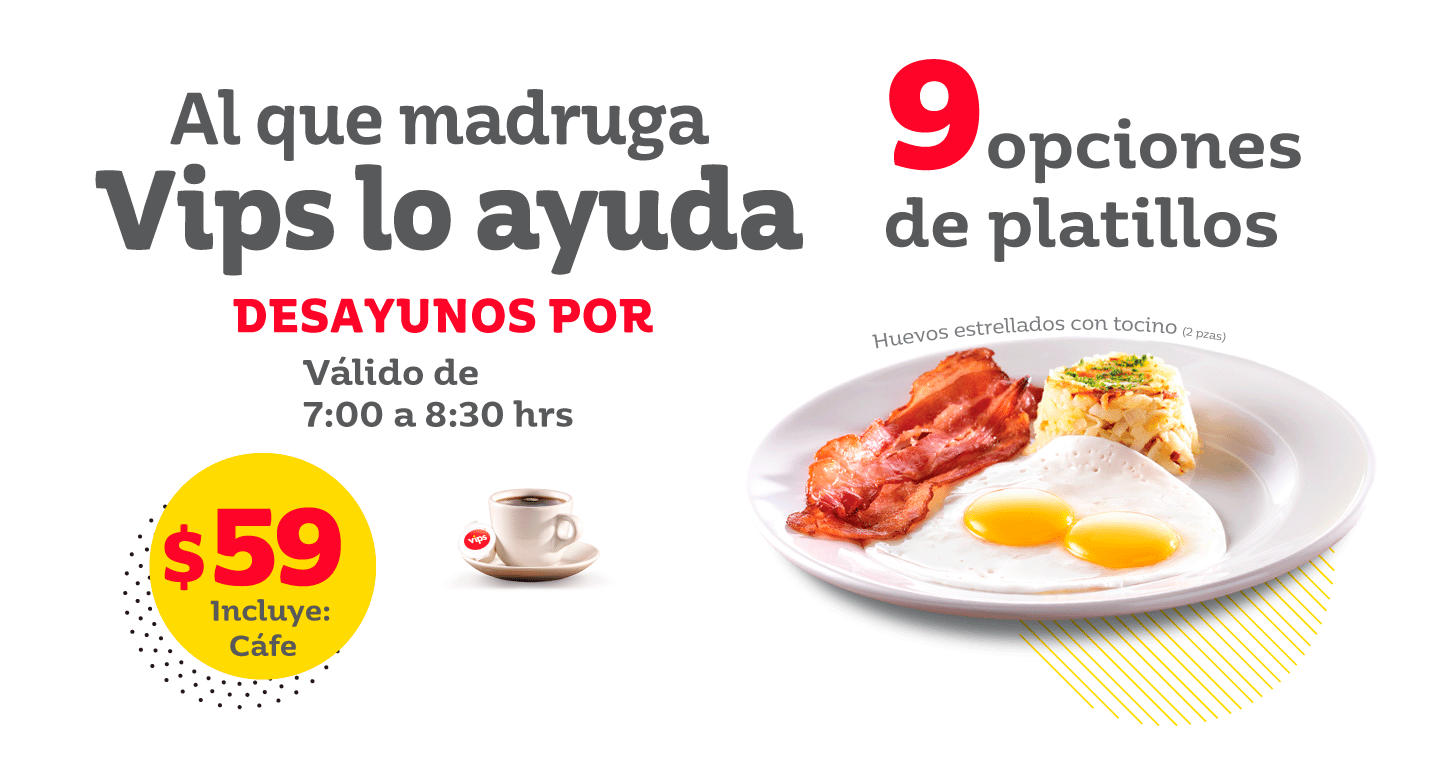 Al que madruga
Vips lo ayuda
DESAYUNOS POR
Válido de
7:00 a 8:30 hrs
$59
Incluye:
Cáfe
vips
9 opciones
de platillos
Huevos estrellados con tocino (2 pzas)